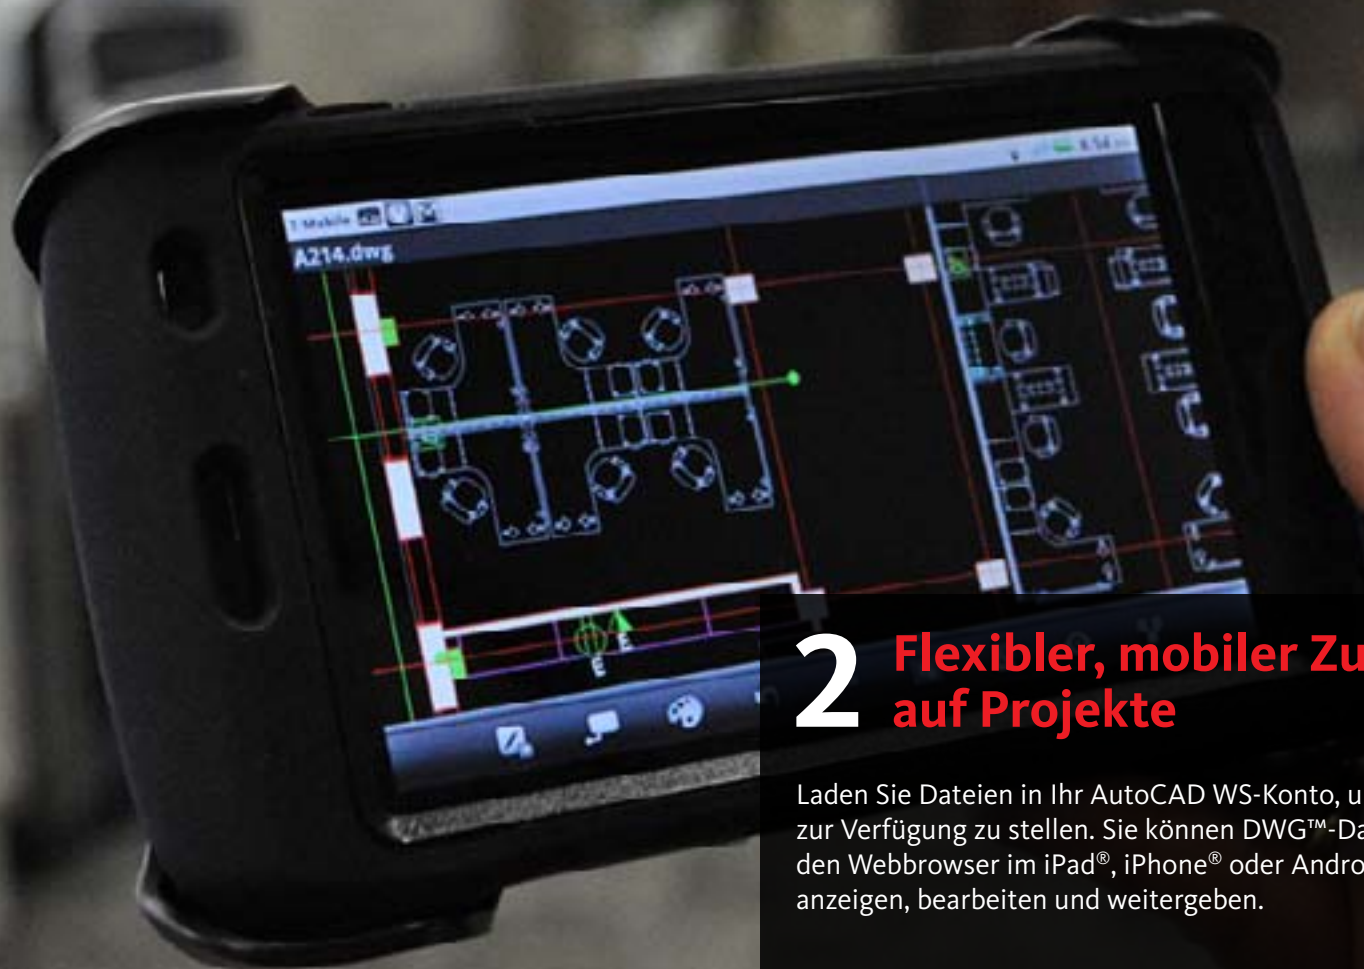 T-Mobile
A214.dwg
2 Flexibler, mobiler Zu
auf Projekte
Laden Sie Dateien in Ihr AutoCAD WS-Konto, u
zur Verfügung zu stellen. Sie können DWG™-Da
den Webbrowser im iPad®, iPhone® oder Andro
anzeigen, bearbeiten und weitergeben.